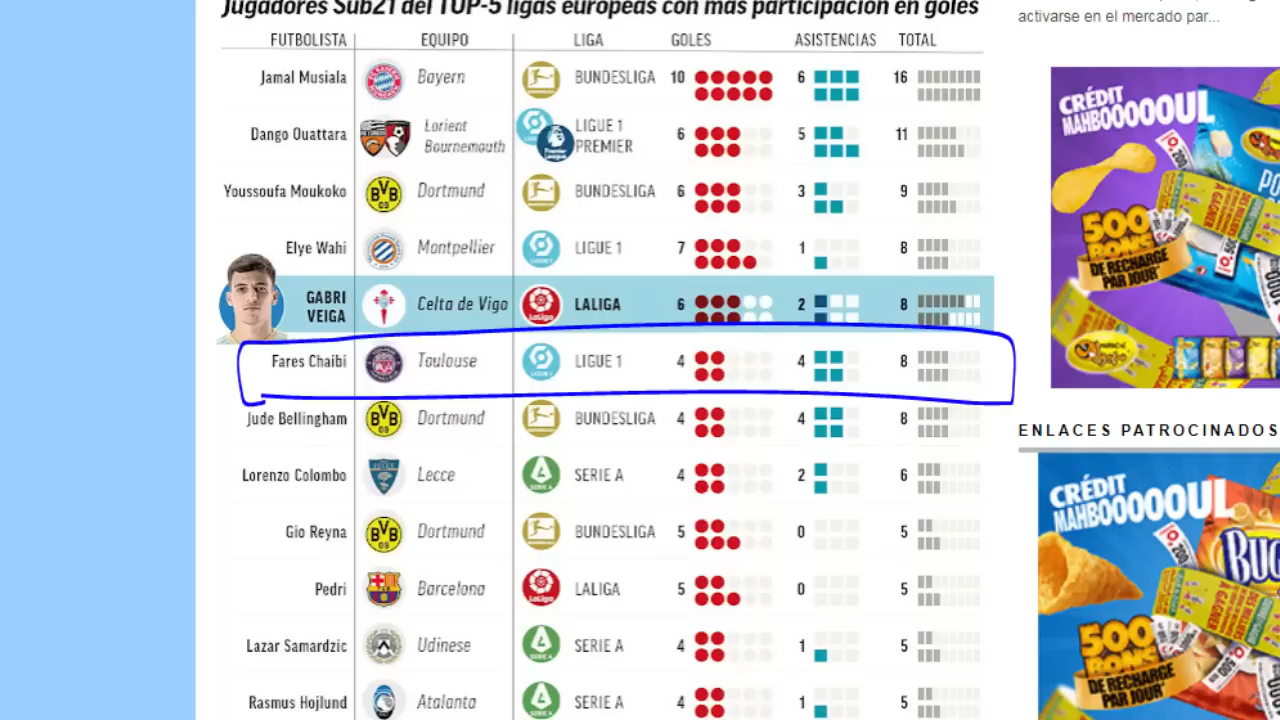 Jugadores Sub21 del TOP-5 ligas europeas con más participación en goles
FUTBOLISTA EQUIPO LIGA GOLES ASISTENCIAS TOTAL
Jamal Musiala Bayern BUNDESLIGA 10 6 16
Dango Ouattara Lorient Bournemouth LIGUE 1 PREMIER 6 5 11
Youssoufa Moukoko Dortmund BUNDESLIGA 6 3 9
Elye Wahi Montpellier LIGUE 1 7 1 8
GABRI VEIGA Celta de Vigo LALIGA 6 2 8
Fares Chaibi Toulouse LIGUE 1 4 4 8
Jude Bellingham Dortmund BUNDESLIGA 4 4 8
Lorenzo Colombo Lecce SERIE A 4 2 6
Gio Reyna Dortmund BUNDESLIGA 5 0 5
Pedri Barcelona LALIGA 5 0 5
Lazar Samardzic Udinese SERIE A 4 1 5
Rasmus Hojlund Atalanta SERIE A 4 1 5
activarse en el mercado par...
CRÉDIT
MAHBOOOOOUL
500
BONS
DE RECHARGE
PAR JOUR
ENLACES PATROCINADOS
CRÉDIT
MAHBOOOOOUL
500
BONS
DE RECHARGE
PAR JOUR